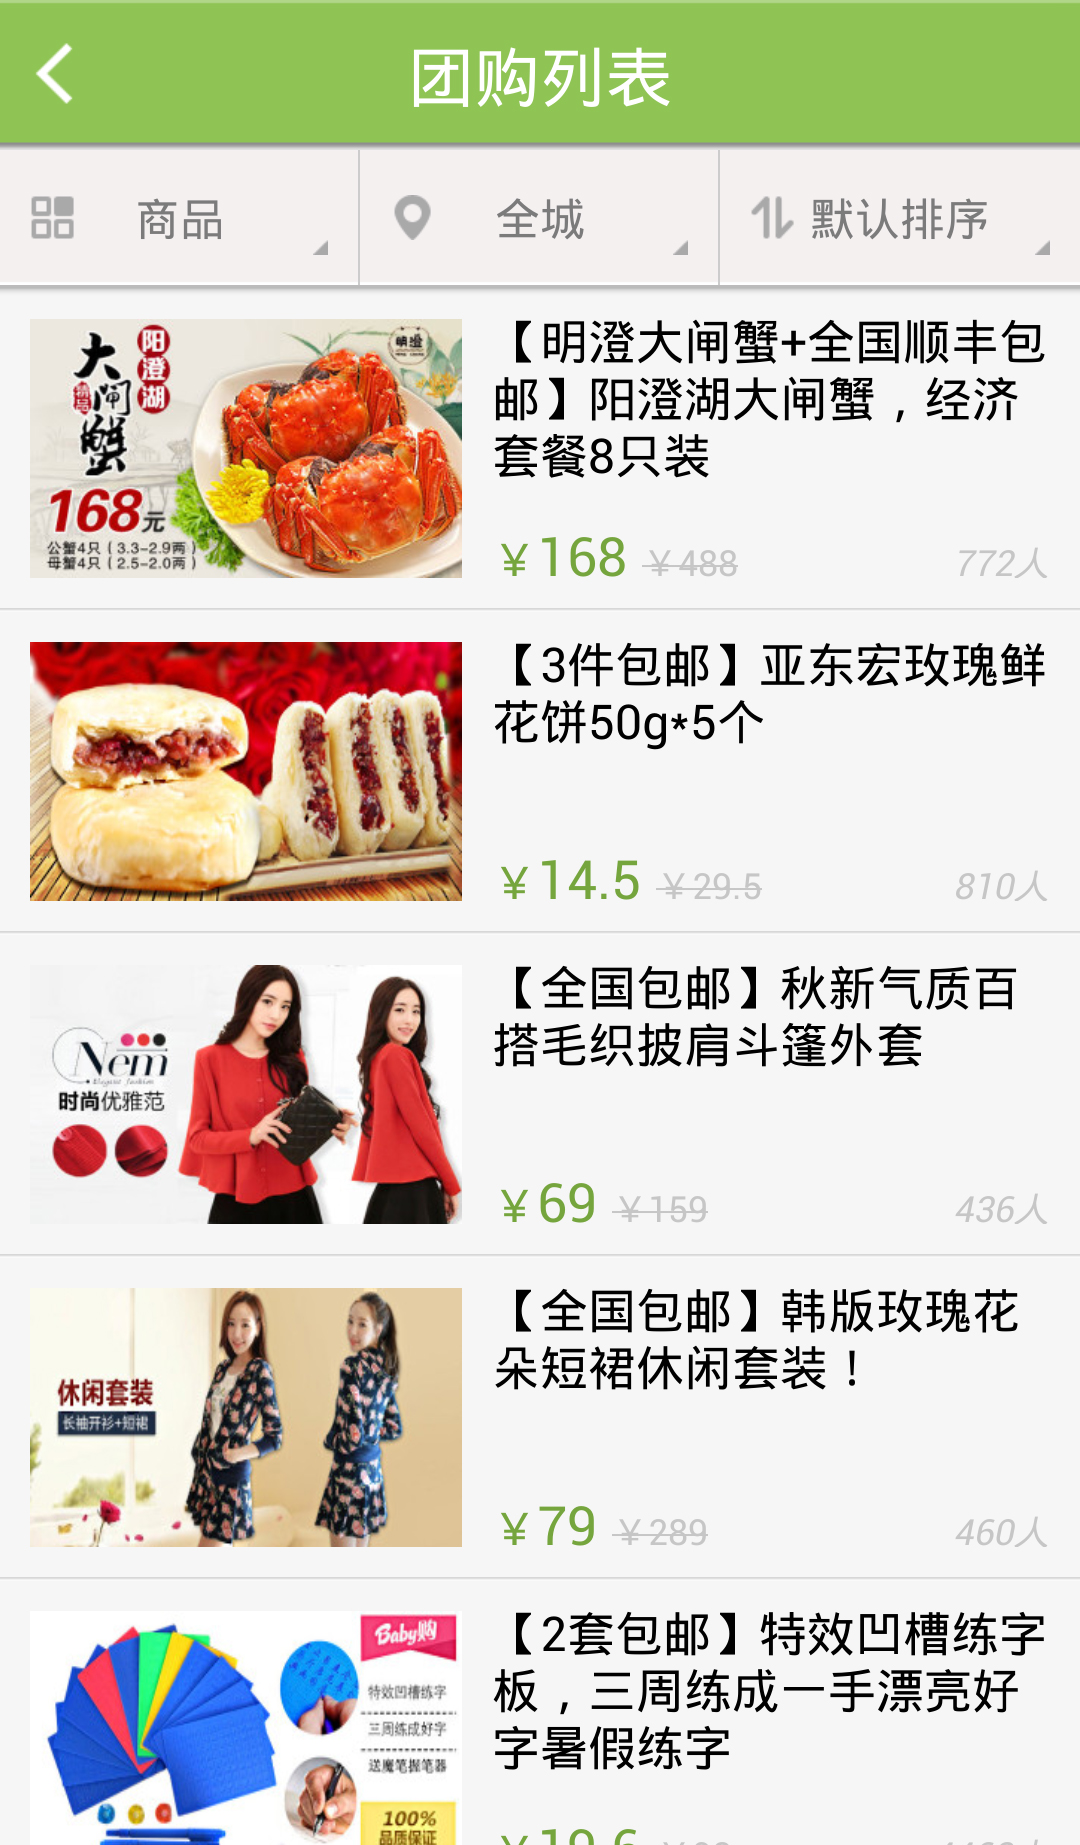 团购列表
商品
全城
默认排序
阳澄湖
大闸蟹
精品
明澄
168元
公蟹4只（3.3-2.9两）
母蟹4只（2.5-2.0两）
【明澄大闸蟹+全国顺丰包
邮】阳澄湖大闸蟹，经济
套餐8只装
￥168 ￥488 772人
【3件包邮】亚东宏玫瑰鲜
花饼50g*5个
￥14.5 ￥29.5 810人
Nem
Elegant fashion
时尚优雅范
【全国包邮】秋新气质百
搭毛织披肩斗篷外套
￥69 ￥159 436人
休闲套装
长袖开衫+短裙
【全国包邮】韩版玫瑰花
朵短裙休闲套装！
￥79 ￥289 460人
Baby购
特效凹槽练字
三周练成好字
送魔笔握笔器
100%
品质保证
【2套包邮】特效凹槽练字
板，三周练成一手漂亮好
字暑假练字
￥19.6